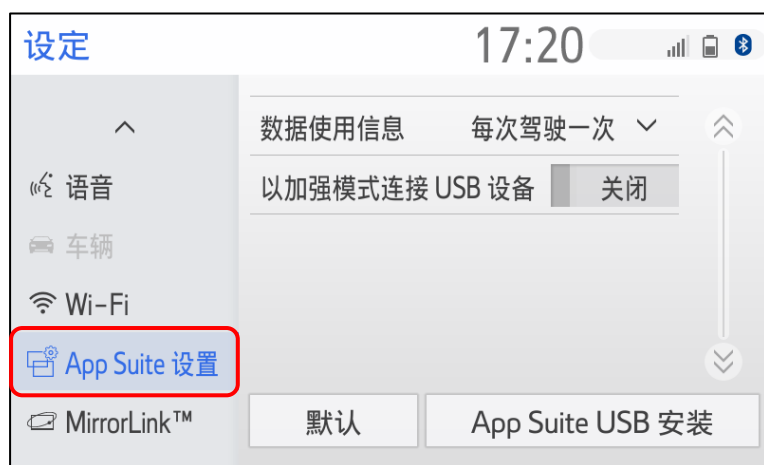 设定
17:20
数据使用信息 每次驾驶一次
语音
以加强模式连接 USB 设备 关闭
车辆
Wi-Fi
App Suite 设置
MirrorLink™
默认
App Suite USB 安装